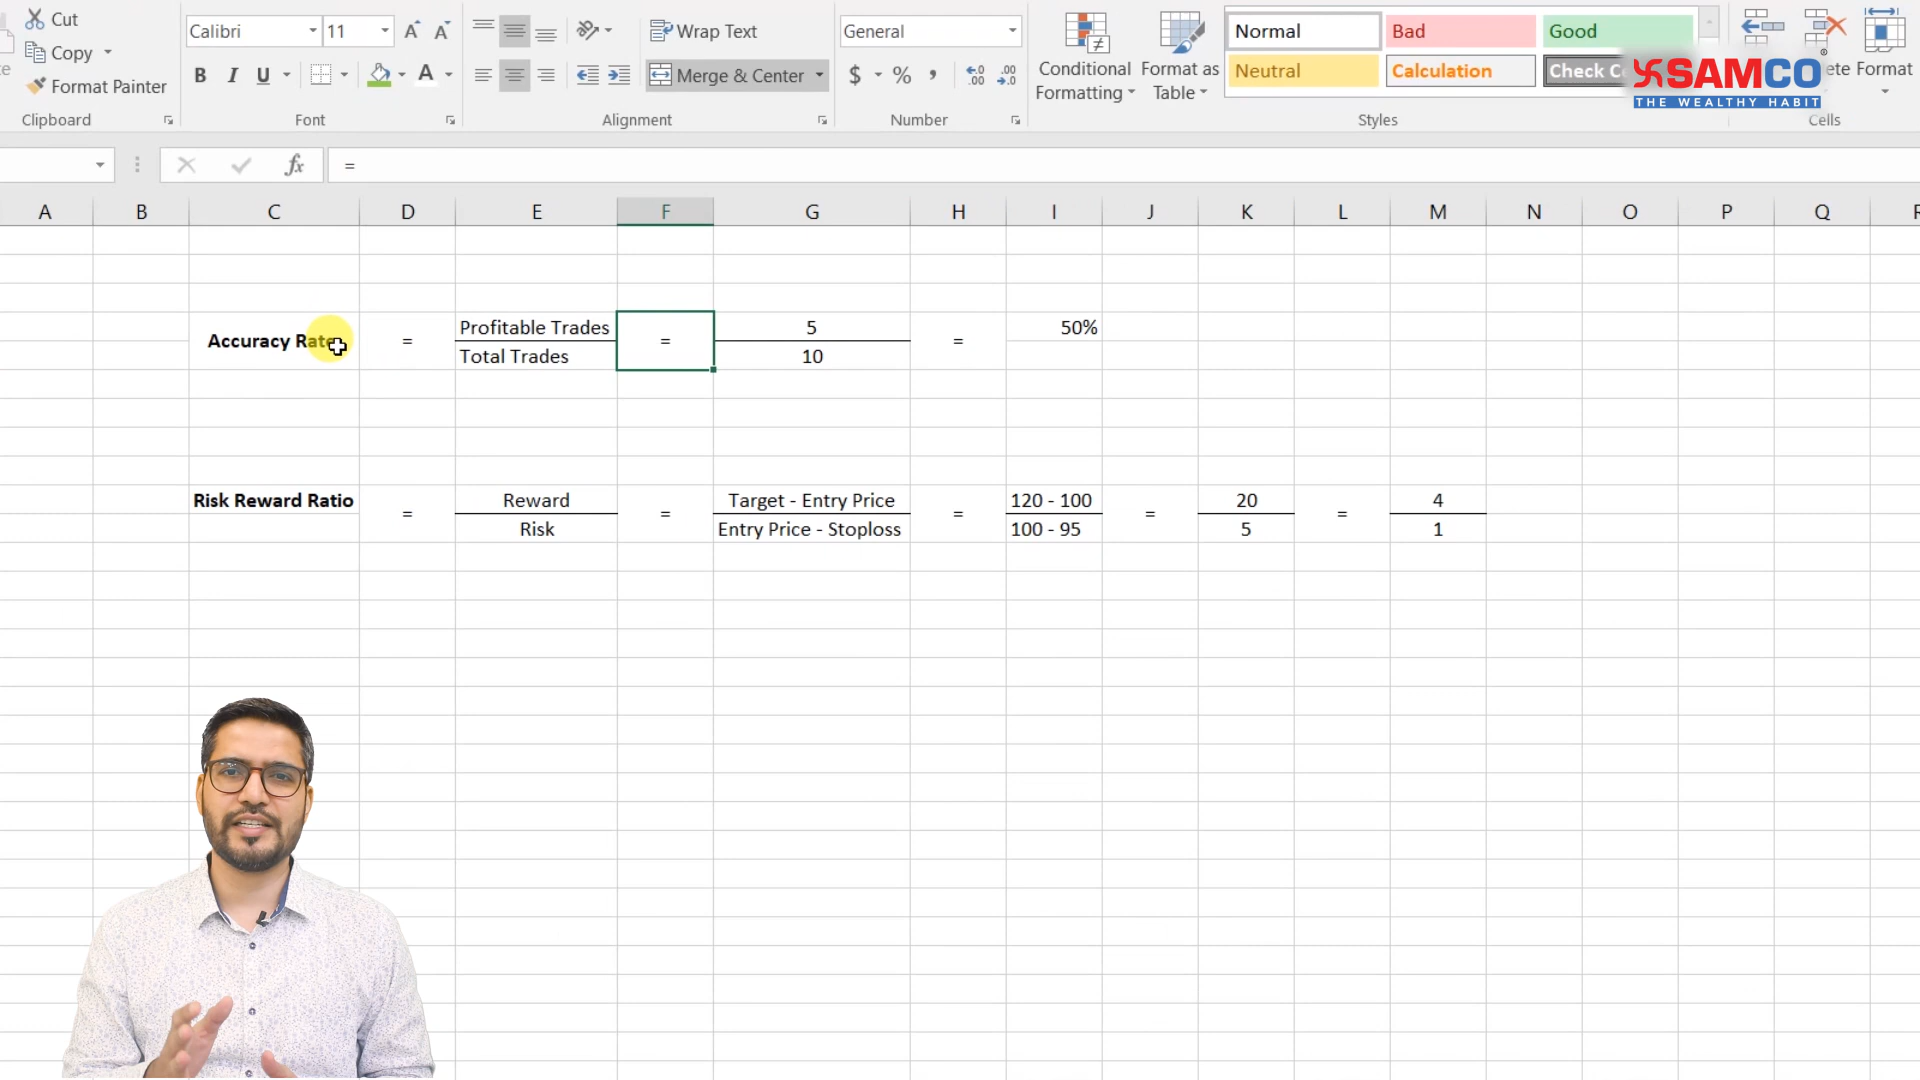 Cut
Copy
Format Painter
Clipboard
Calibri
11
A A
B I U
A
Font
Wrap Text
Merge & Center
Alignment
General
$ % ,
Number
Conditional
Formatting
Format as
Table
Normal
Bad
Good
Neutral
Calculation
Check C
Styles
SAMCO
THE WEALTHY HABIT
ete Format
Cells
fx
=
A B C D E F G H I J K L M N O P Q
Accuracy Rate = Profitable Trades = 5 = 50%
Total Trades 10
Risk Reward Ratio = Reward = Target - Entry Price = 120 - 100 = 20 = 4
Risk Entry Price - Stoploss 100 - 95 5 1